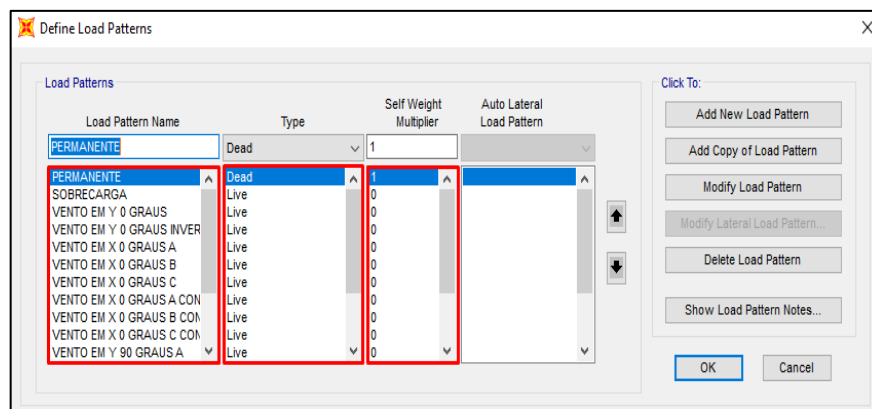 Define Load Patterns
Load Patterns
Click To:
Load Pattern Name
Type
Self Weight
Multiplier
Auto Lateral
Load Pattern
PERMANENTE
Dead
1
PERMANENTE Dead 1
SOBRECARGA Live 0
VENTO EM Y 0 GRAUS Live 0
VENTO EM Y 0 GRAUS INVER Live 0
VENTO EM X 0 GRAUS A Live 0
VENTO EM X 0 GRAUS B Live 0
VENTO EM X 0 GRAUS C Live 0
VENTO EM X 0 GRAUS A CON Live 0
VENTO EM X 0 GRAUS B CON Live 0
VENTO EM X 0 GRAUS C CON Live 0
VENTO EM Y 90 GRAUS A Live 0
Add New Load Pattern
Add Copy of Load Pattern
Modify Load Pattern
Modify Lateral Load Pattern...
Delete Load Pattern
Show Load Pattern Notes...
OK
Cancel